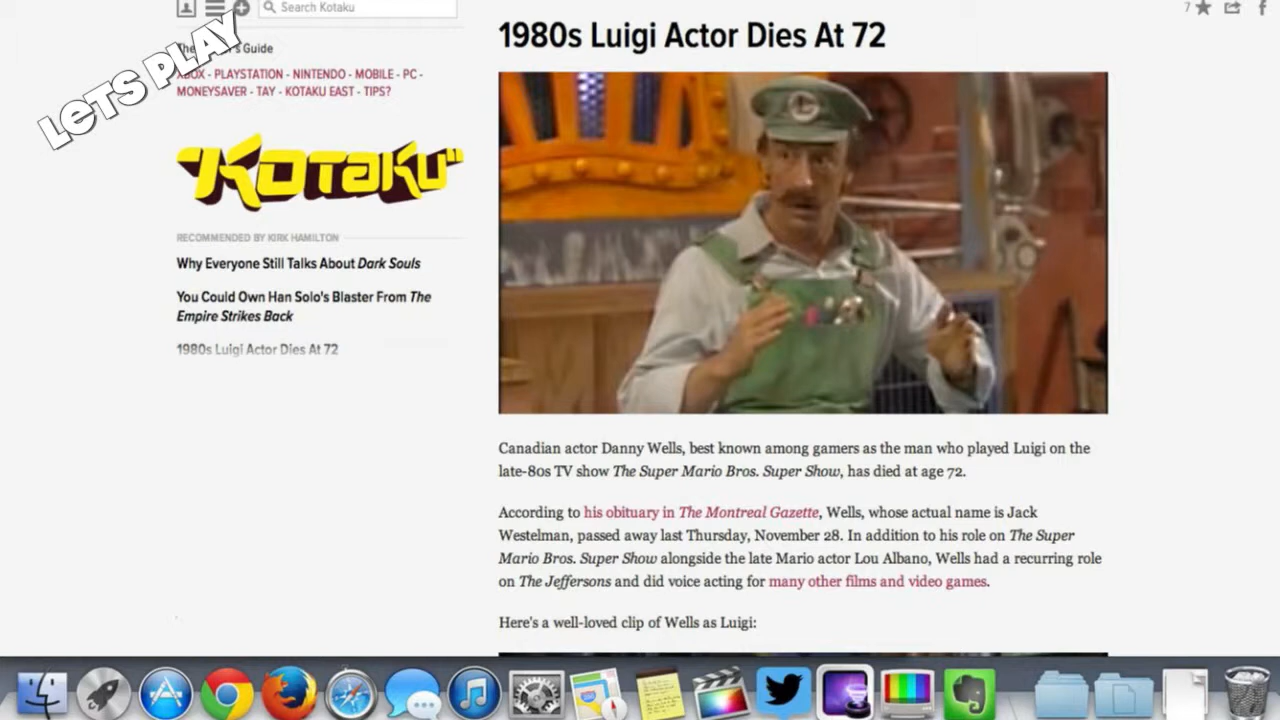 LETS PLAY
Search Kotaku
7
1980s Luigi Actor Dies At 72
XBOX - PLAYSTATION - NINTENDO - MOBILE - PC -
MONEYSAVER - TAY - KOTAKU EAST - TIPS?
KOTAKU
RECOMMENDED BY KIRK HAMILTON
Why Everyone Still Talks About Dark Souls
You Could Own Han Solo's Blaster From The
Empire Strikes Back
1980s Luigi Actor Dies At 72
L
Canadian actor Danny Wells, best known among gamers as the man who played Luigi on the
late-80s TV show The Super Mario Bros. Super Show, has died at age 72.
According to his obituary in The Montreal Gazette, Wells, whose actual name is Jack
Westelman, passed away last Thursday, November 28. In addition to his role on The Super
Mario Bros. Super Show alongside the late Mario actor Lou Albano, Wells had a recurring role
on The Jeffersons and did voice acting for many other films and video games.
Here's a well-loved clip of Wells as Luigi: